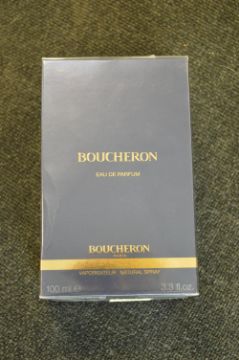 BOUCHERON
EAU DE PARFUM
BOUCHERON
PARIS
VAPORISATEUR NATURAL SPRAY
100 ml e 3.3 fl.oz.